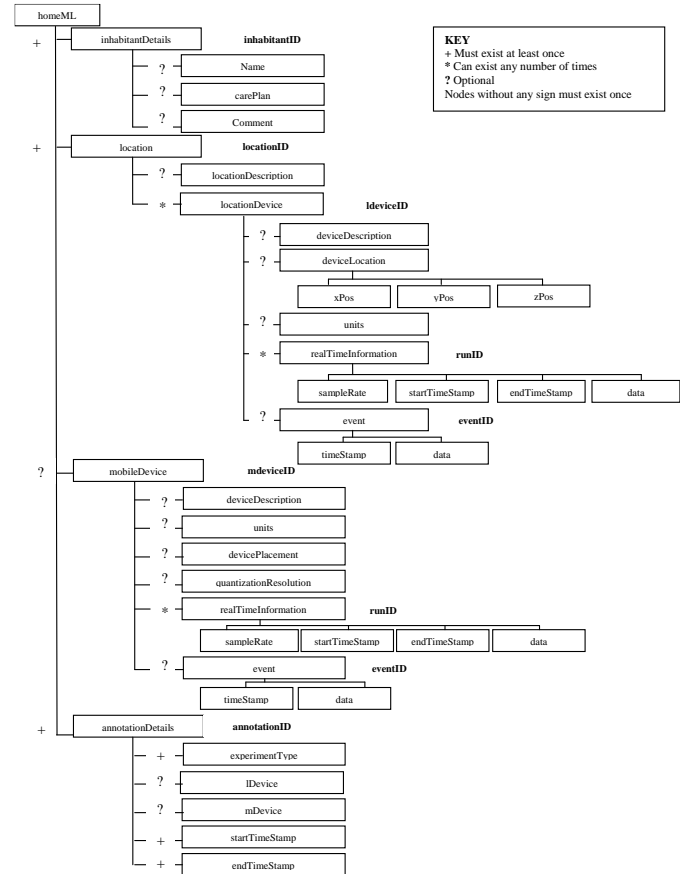 homeML
+ inhabitantDetails inhabitantID
? Name
? carePlan
? Comment
KEY
+ Must exist at least once
* Can exist any number of times
? Optional
Nodes without any sign must exist once
+ location locationID
? locationDescription
* locationDevice ldeviceID
? deviceDescription
? deviceLocation
xPos yPos zPos
? units
* realTimeInformation runID
sampleRate startTimeStamp endTimeStamp data
? event eventID
timeStamp data
? mobileDevice mdeviceID
? deviceDescription
? units
? devicePlacement
? quantizationResolution
* realTimeInformation runID
sampleRate startTimeStamp endTimeStamp data
? event eventID
timeStamp data
+ annotationDetails annotationID
+ experimentType
? lDevice
? mDevice
+ startTimeStamp
+ endTimeStamp